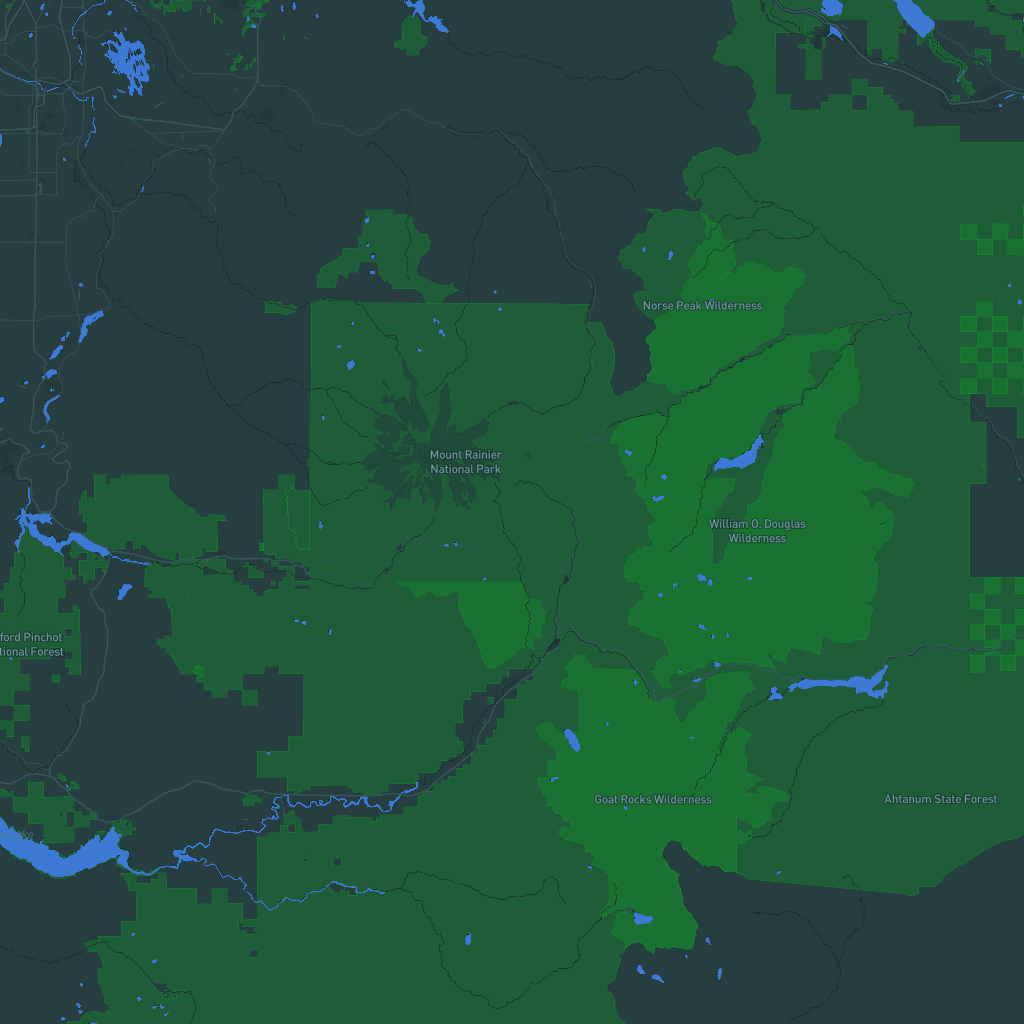 Norse Peak Wilderness
Mount Rainier
National Park
William O. Douglas
Wilderness
ford Pinchot
tional Forest
Goat Rocks Wilderness
Ahtanum State Forest